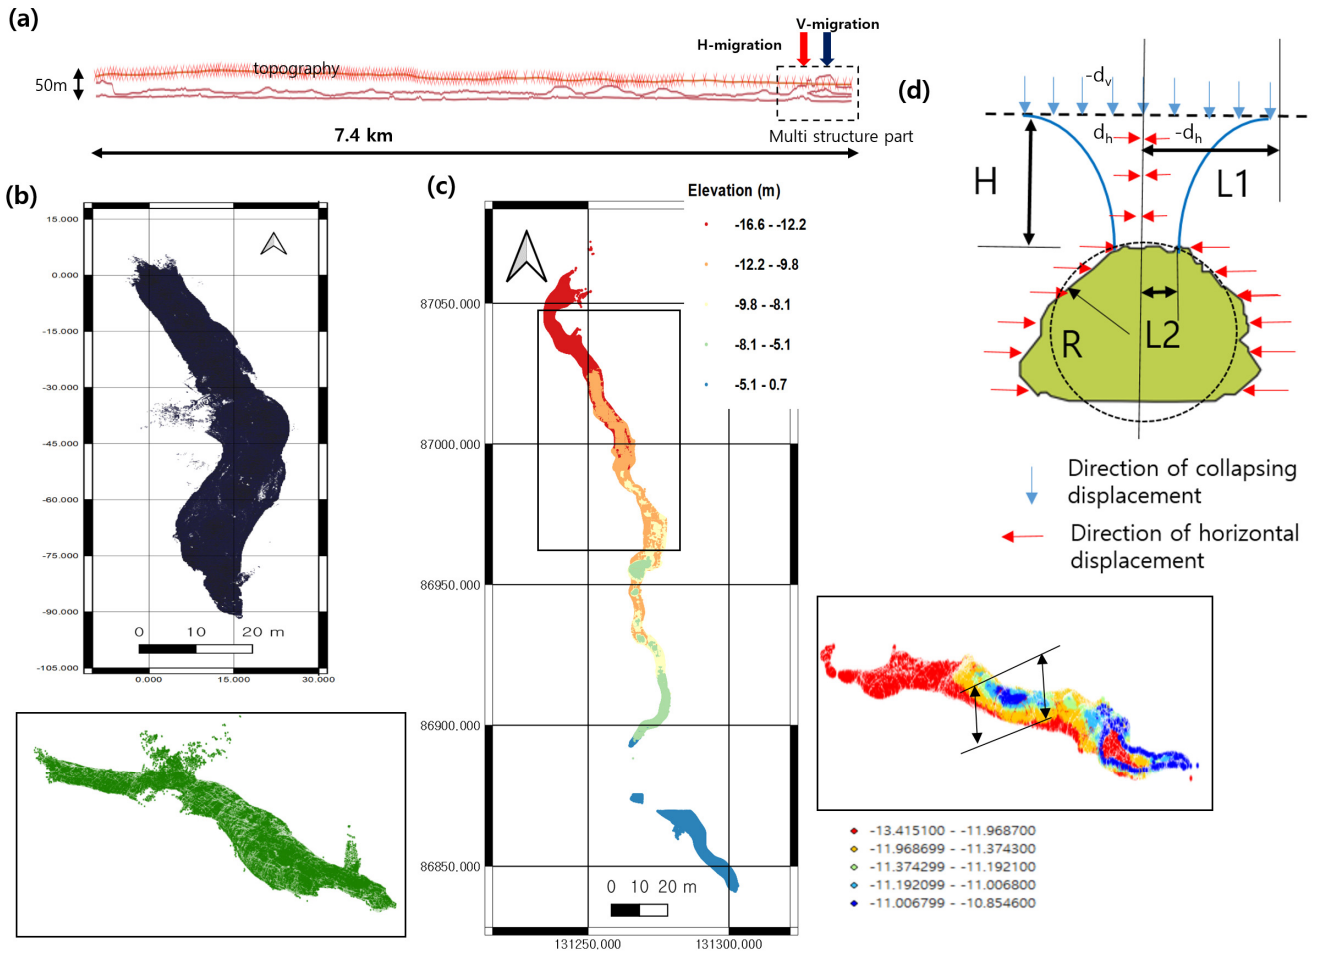 (a)
V-migration
H-migration
topography
50m
7.4 km
Multi structure part
(b)
15.000
0.000
-15.000
-30.000
-45.000
-60.000
-75.000
-90.000
-105.000
0 10 20 m
0.000 15.000 30.000
(c)
Elevation (m)
-16.6 - -12.2
-12.2 - -9.8
-9.8 - -8.1
-8.1 - -5.1
-5.1 - 0.7
87050.000
87000.000
86950.000
86900.000
86850.000
0 10 20 m
131250.000 131300.000
(d)
-dv
dh -dh
H
L1
R
L2
Direction of collapsing
displacement
Direction of horizontal
displacement
-13.415100 - -11.968700
-11.968699 - -11.374300
-11.374299 - -11.192100
-11.192099 - -11.006800
-11.006799 - -10.854600